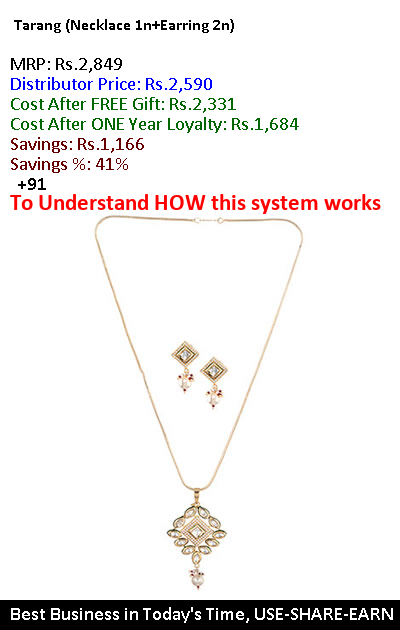 Tarang (Necklace 1n+Earring 2n)
MRP: Rs.2,849
Distributor Price: Rs.2,590
Cost After FREE Gift: Rs.2,331
Cost After ONE Year Loyalty: Rs.1,684
Savings: Rs.1,166
Savings %: 41%
+91
To Understand HOW this system works
Best Business in Today's Time, USE-SHARE-EARN